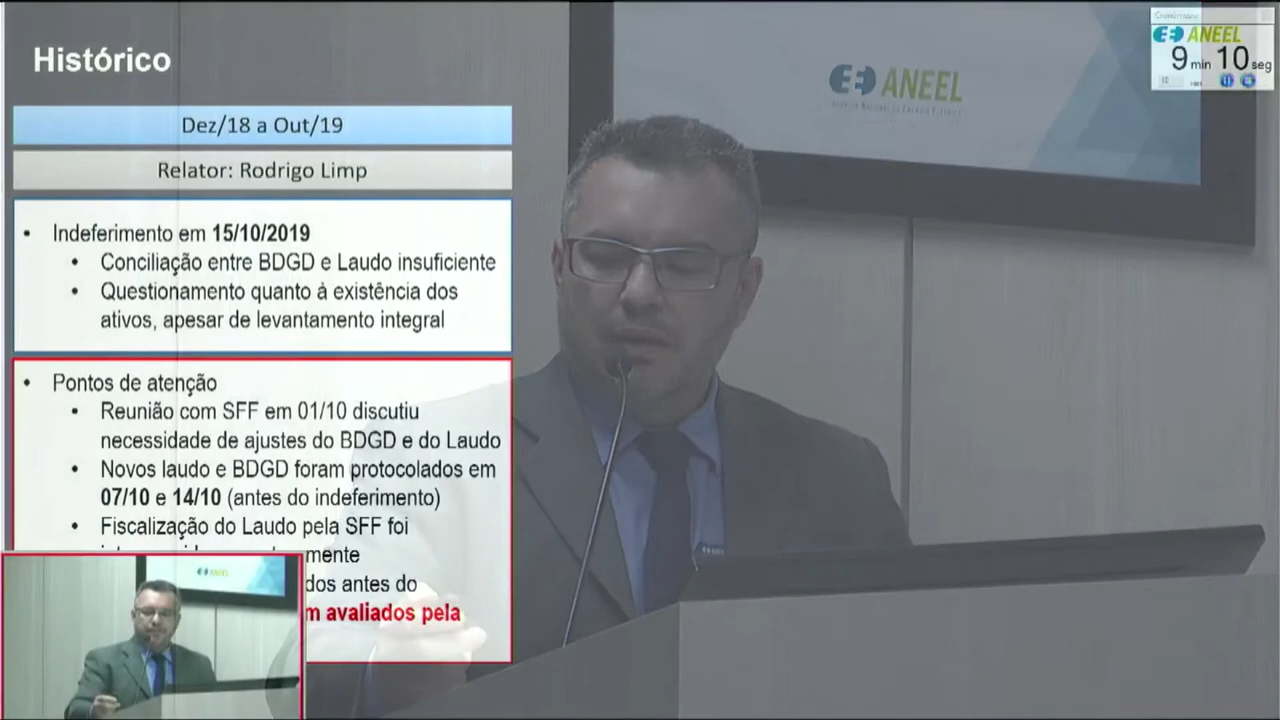 Histórico
Dez/18 a Out/19
Relator: Rodrigo Limp
• Indeferimento em 15/10/2019
• Conciliação entre BDGD e Laudo insuficiente
• Questionamento quanto à existência dos
ativos, apesar de levantamento integral
• Pontos de atenção
• Reunião com SFF em 01/10 discutiu
necessidade de ajustes do BDGD e do Laudo
• Novos laudo e BDGD foram protocolados em
07/10 e 14/10 (antes do indeferimento)
• Fiscalização do Laudo pela SFF foi
mente
dos antes do
m avaliados pela
ANEEL
ANEEL
9 min 10 seg
ANEEL